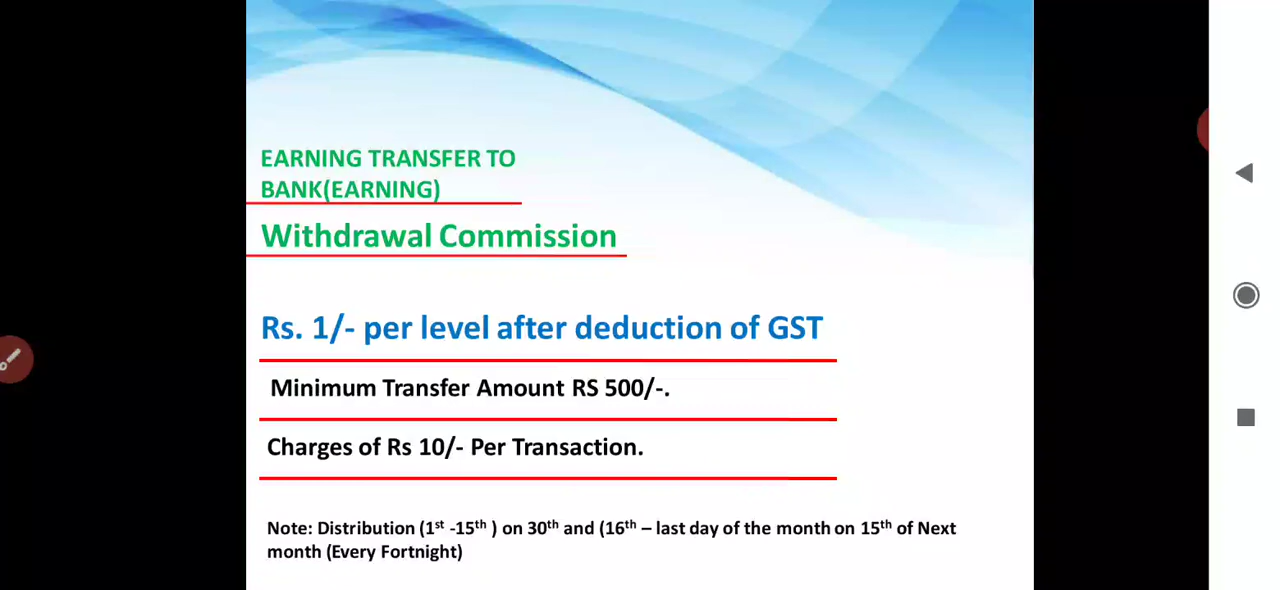 EARNING TRANSFER TO
BANK(EARNING)
Withdrawal Commission
Rs. 1/- per level after deduction of GST
Minimum Transfer Amount RS 500/-.
Charges of Rs 10/- Per Transaction.
Note: Distribution (1st -15th ) on 30th and (16th – last day of the month on 15th of Next
month (Every Fortnight)